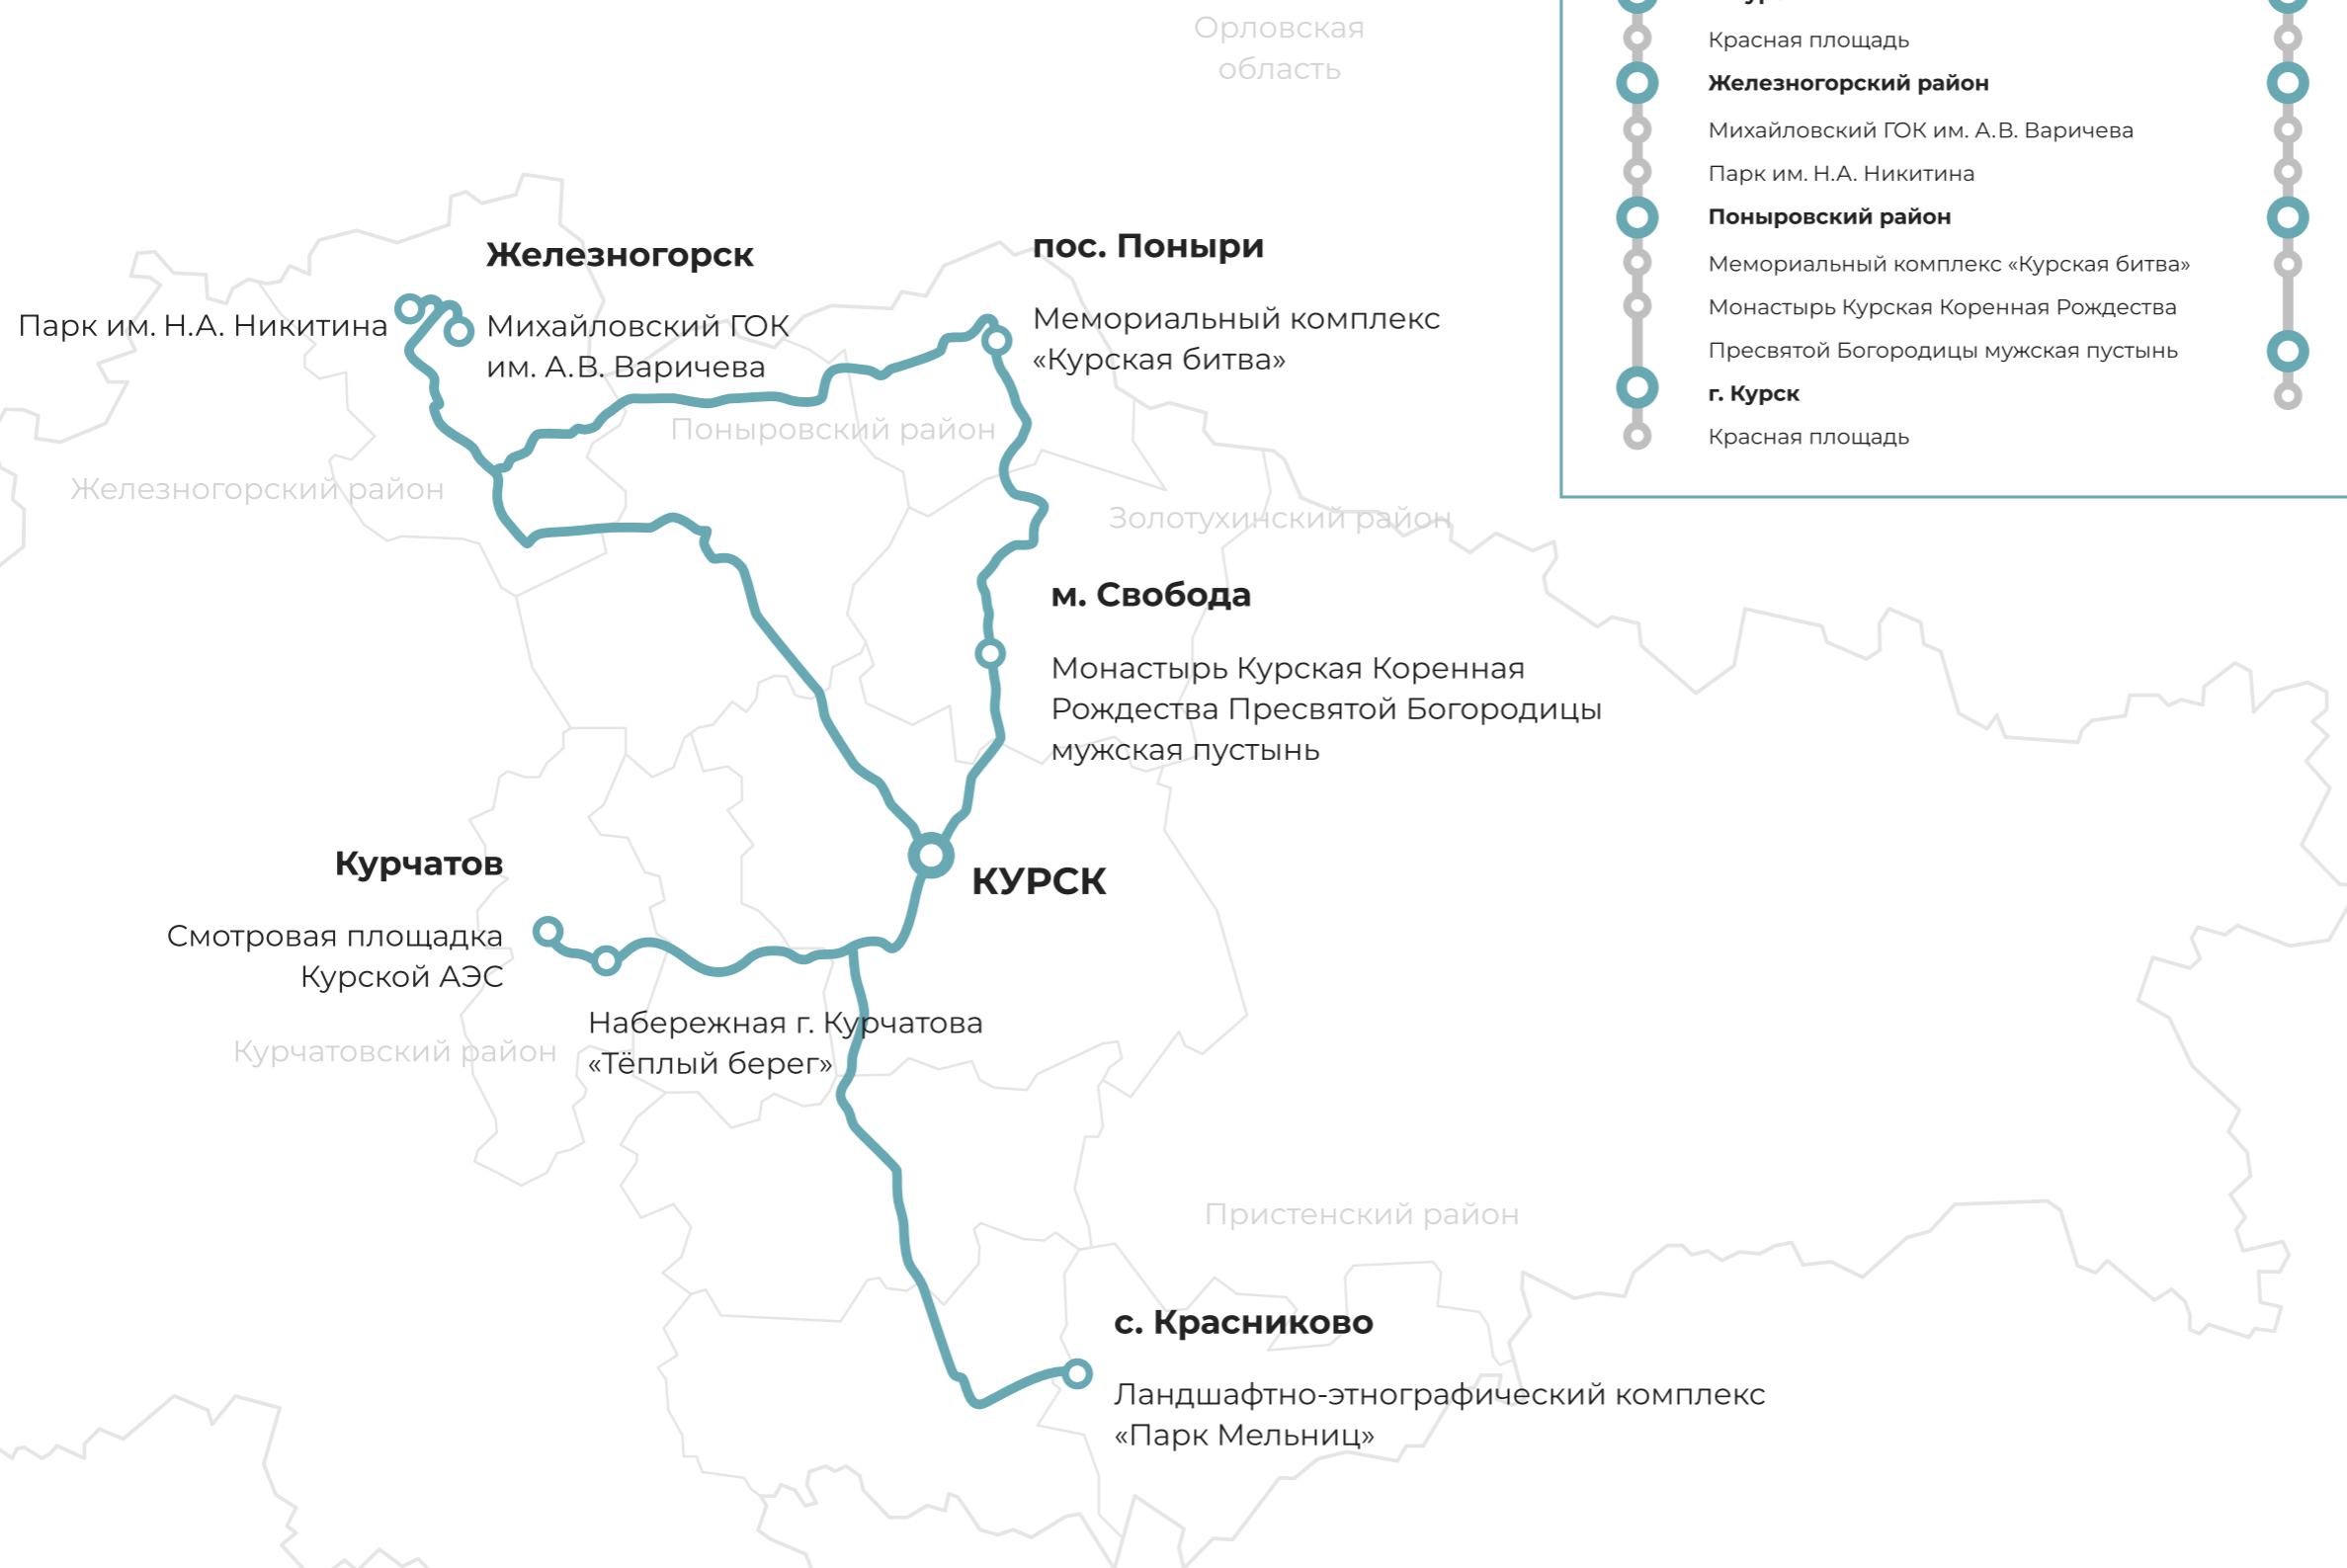 Орловская
область
Красная площадь
Железногорский район
Михайловский ГОК им. А.В. Варичева
Парк им. Н.А. Никитина
Поныровский район
Мемориальный комплекс «Курская битва»
Монастырь Курская Коренная Рождества
Пресвятой Богородицы мужская пустынь
г. Курск
Красная площадь
Железногорск
Парк им. Н.А. Никитина
Михайловский ГОК
им. А.В. Варичева
пос. Поныри
Мемориальный комплекс
«Курская битва»
Поныровский район
Железногорский район
Золотухинский район
м. Свобода
Монастырь Курская Коренная
Рождества Пресвятой Богородицы
мужская пустынь
КУРСК
Курчатов
Смотровая площадка
Курской АЭС
Набережная г. Курчатова
«Тёплый берег»
Курчатовский район
Пристенский район
с. Красниково
Ландшафтно-этнографический комплекс
«Парк Мельниц»